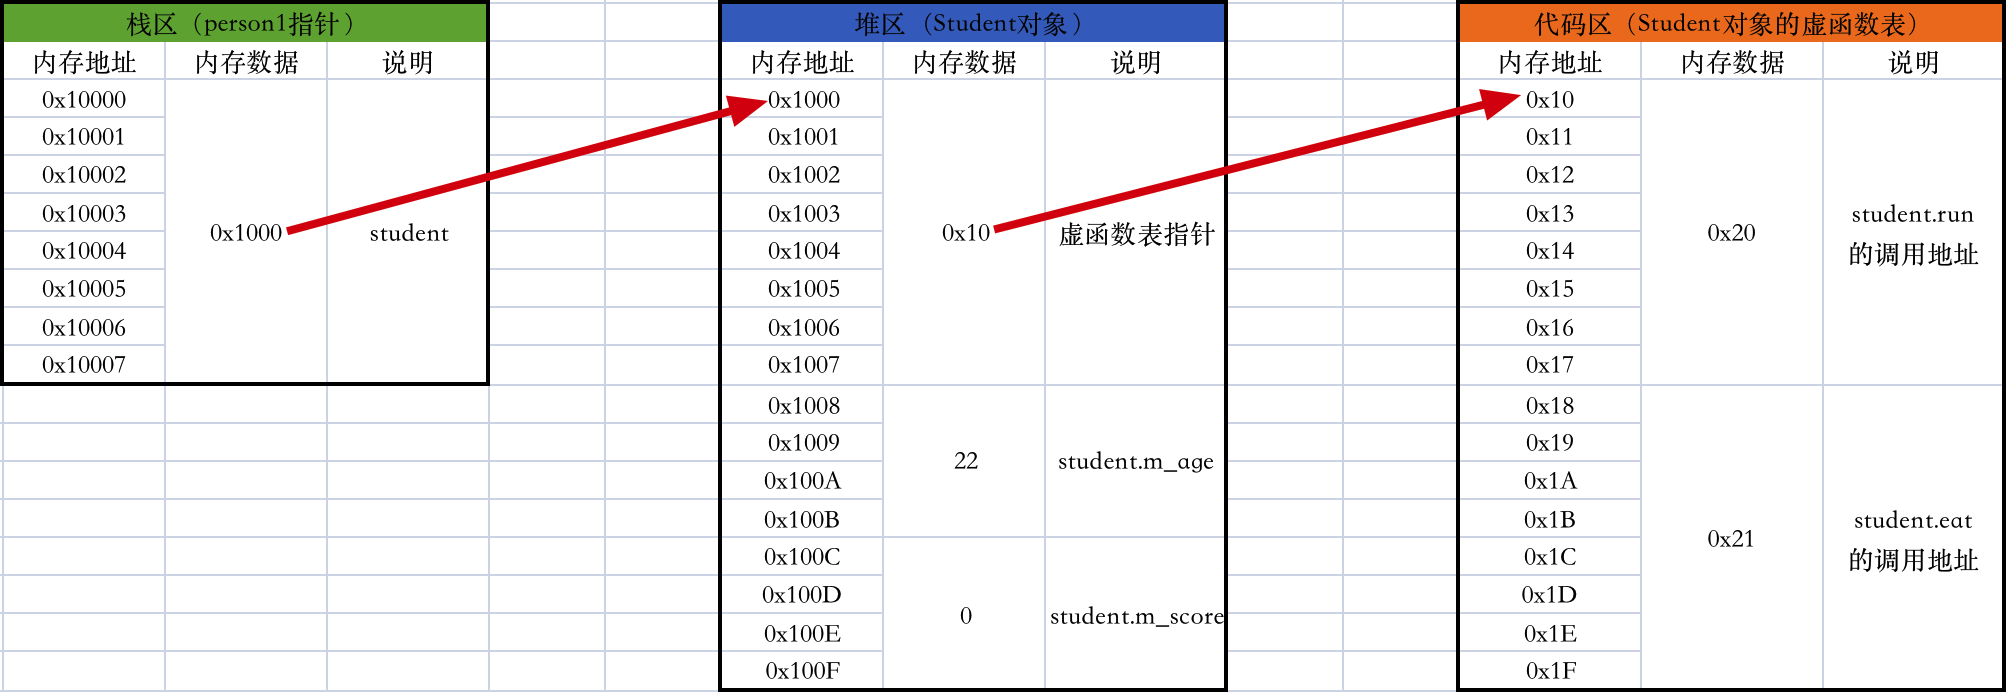 栈区（person1指针）
内存地址 内存数据 说明
0x10000
0x10001
0x10002
0x10003
0x10004
0x10005
0x10006
0x10007
0x1000
student
堆区（Student对象）
内存地址 内存数据 说明
0x1000
0x1001
0x1002
0x1003
0x1004
0x1005
0x1006
0x1007
0x10
虚函数表指针
0x1008
0x1009
0x100A
0x100B
22
student.m_age
0x100C
0x100D
0x100E
0x100F
0
student.m_score
代码区（Student对象的虚函数表）
内存地址 内存数据 说明
0x10
0x11
0x12
0x13
0x14
0x15
0x16
0x17
0x20
student.run
的调用地址
0x18
0x19
0x1A
0x1B
0x1C
0x1D
0x1E
0x1F
0x21
student.eat
的调用地址